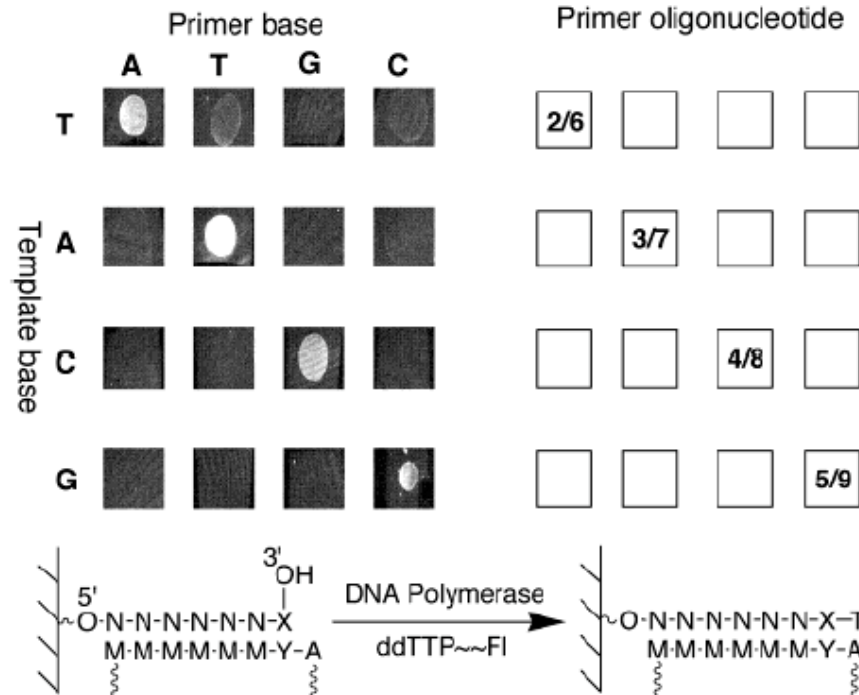 Primer base
Primer oligonucleotide
A T G C
T
2/6
A
3/7
Template base
C
4/8
G
5/9
3'
OH
5'
O-N-N-N-N-N-N-X
M-M-M-M-M-M-Y-A
DNA Polymerase
ddTTP~~Fl
O-N-N-N-N-N-N-X-T
M-M-M-M-M-M-Y-A